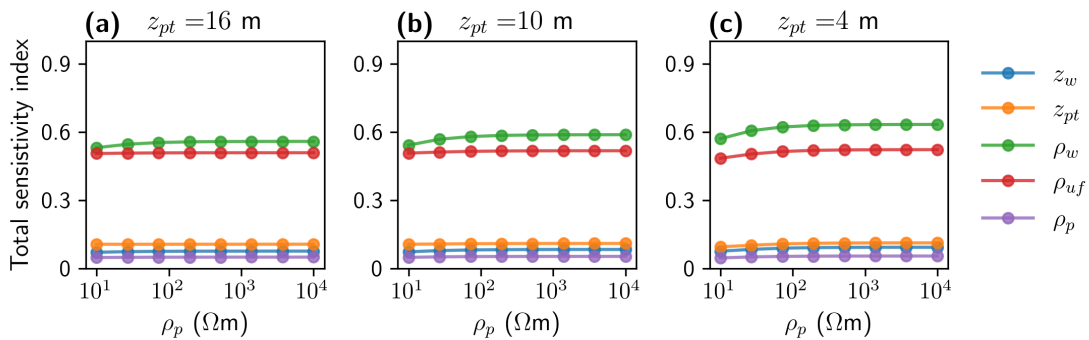 (a) z_pt =16 m
(b) z_pt =10 m
(c) z_pt =4 m
Total sensistivity index
0.9
0.6
0.3
0
10^1 10^2 10^3 10^4
ρ_p (Ωm)
0.9
0.6
0.3
0
10^1 10^2 10^3 10^4
ρ_p (Ωm)
0.9
0.6
0.3
0
10^1 10^2 10^3 10^4
ρ_p (Ωm)
z_w
z_pt
ρ_w
ρ_uf
ρ_p